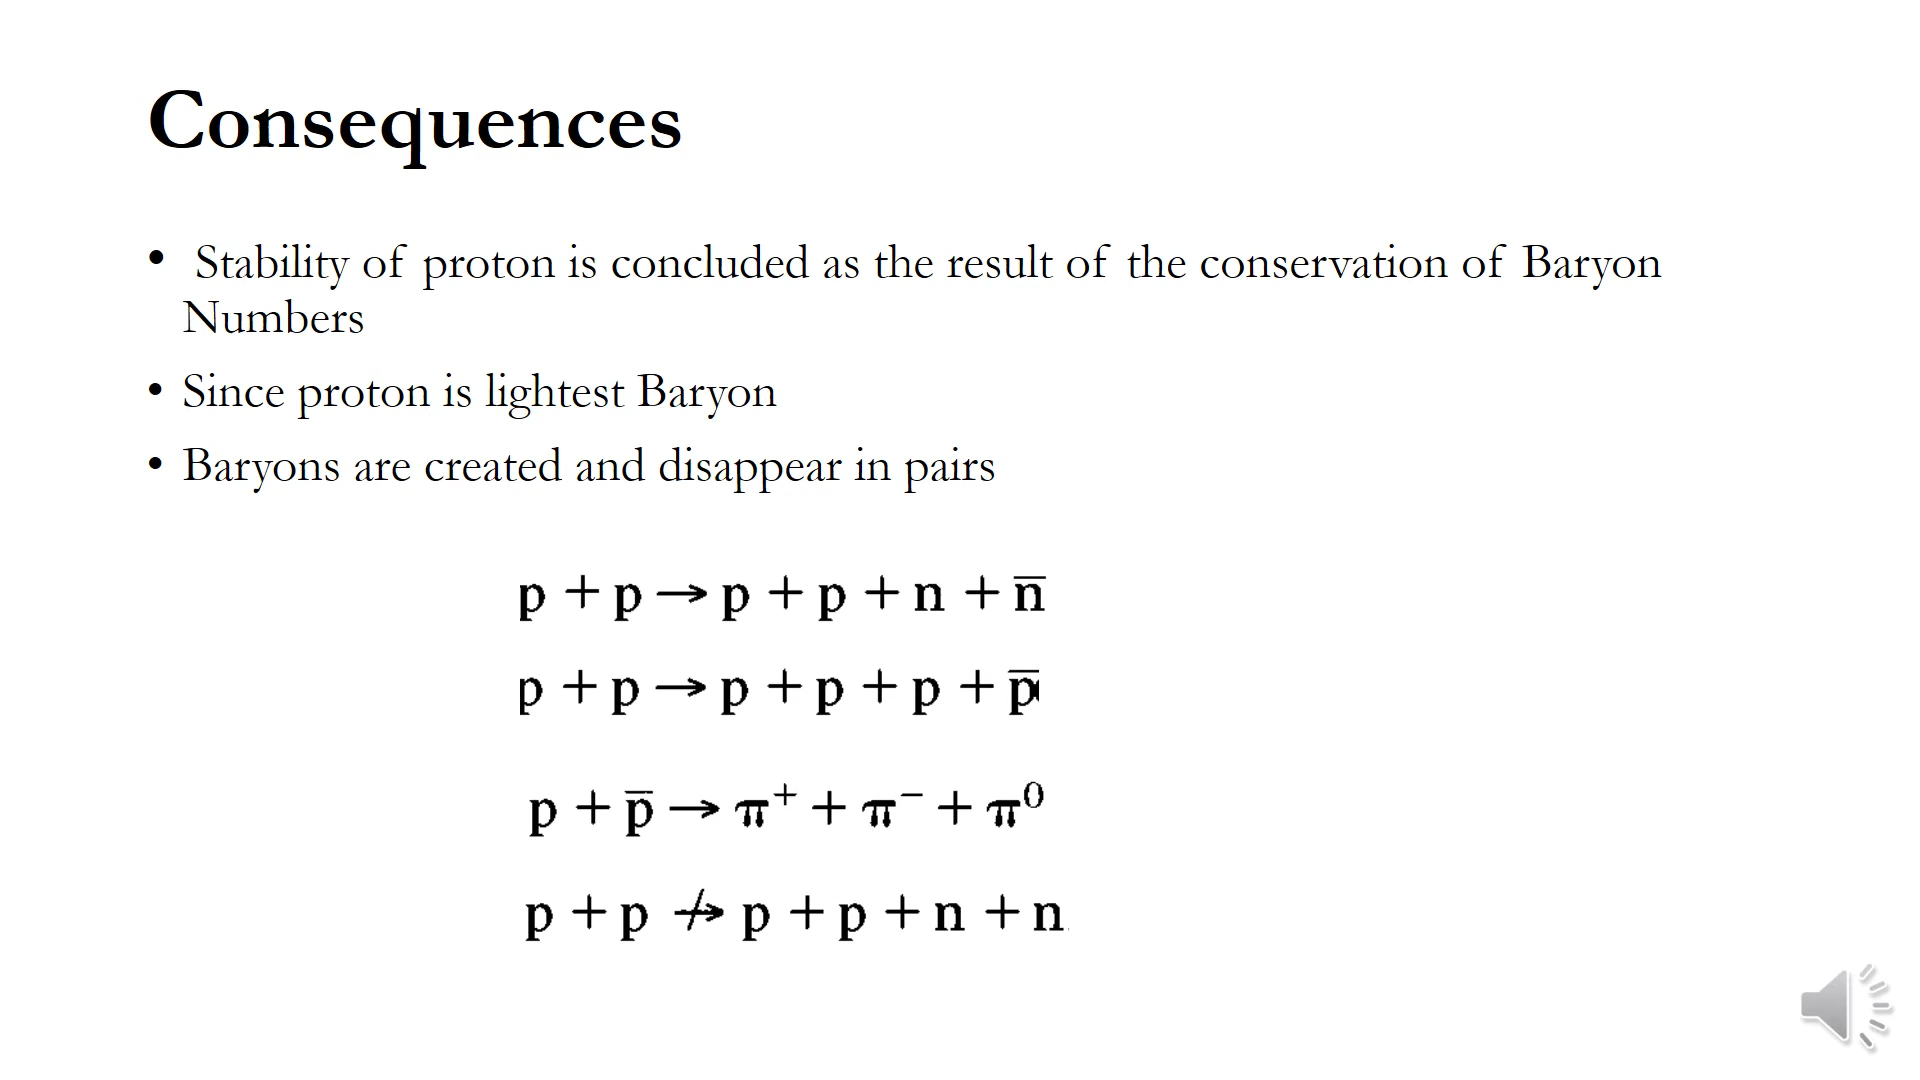 Consequences
• Stability of proton is concluded as the result of the conservation of Baryon
Numbers
• Since proton is lightest Baryon
• Baryons are created and disappear in pairs
p + p → p + p + n + n̅
p + p → p + p + p + p̅
p + p̅ → π⁺ + π⁻ + π⁰
p + p ↛ p + p + n + n